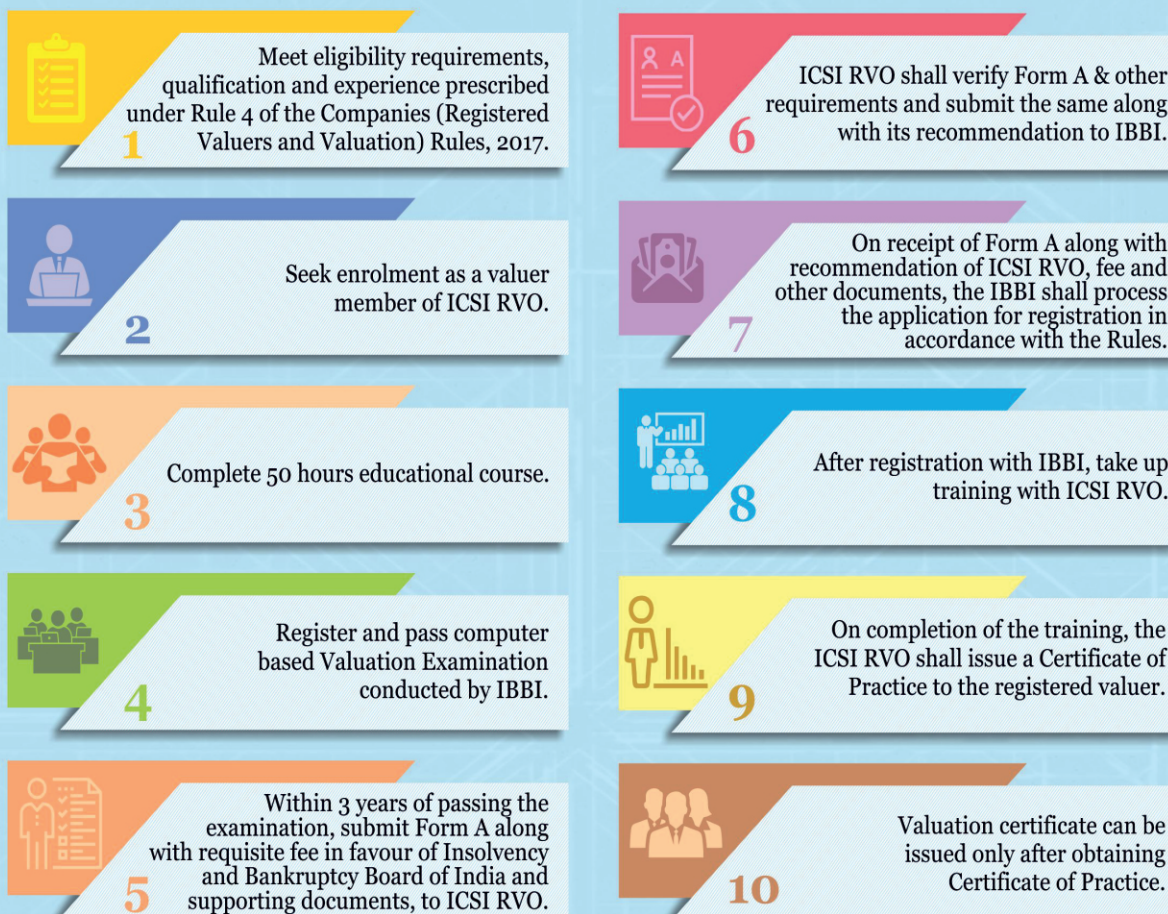 Meet eligibility requirements,
qualification and experience prescribed
under Rule 4 of the Companies (Registered
Valuers and Valuation) Rules, 2017.
1
Seek enrolment as a valuer
member of ICSI RVO.
2
Complete 50 hours educational course.
3
Register and pass computer
based Valuation Examination
conducted by IBBI.
4
Within 3 years of passing the
examination, submit Form A along
with requisite fee in favour of Insolvency
and Bankruptcy Board of India and
supporting documents, to ICSI RVO.
5
A
ICSI RVO shall verify Form A & other
requirements and submit the same along
with its recommendation to IBBI.
6
On receipt of Form A along with
recommendation of ICSI RVO, fee and
other documents, the IBBI shall process
the application for registration in
accordance with the Rules.
7
After registration with IBBI, take up
training with ICSI RVO.
8
On completion of the training, the
ICSI RVO shall issue a Certificate of
Practice to the registered valuer.
9
Valuation certificate can be
issued only after obtaining
Certificate of Practice.
10